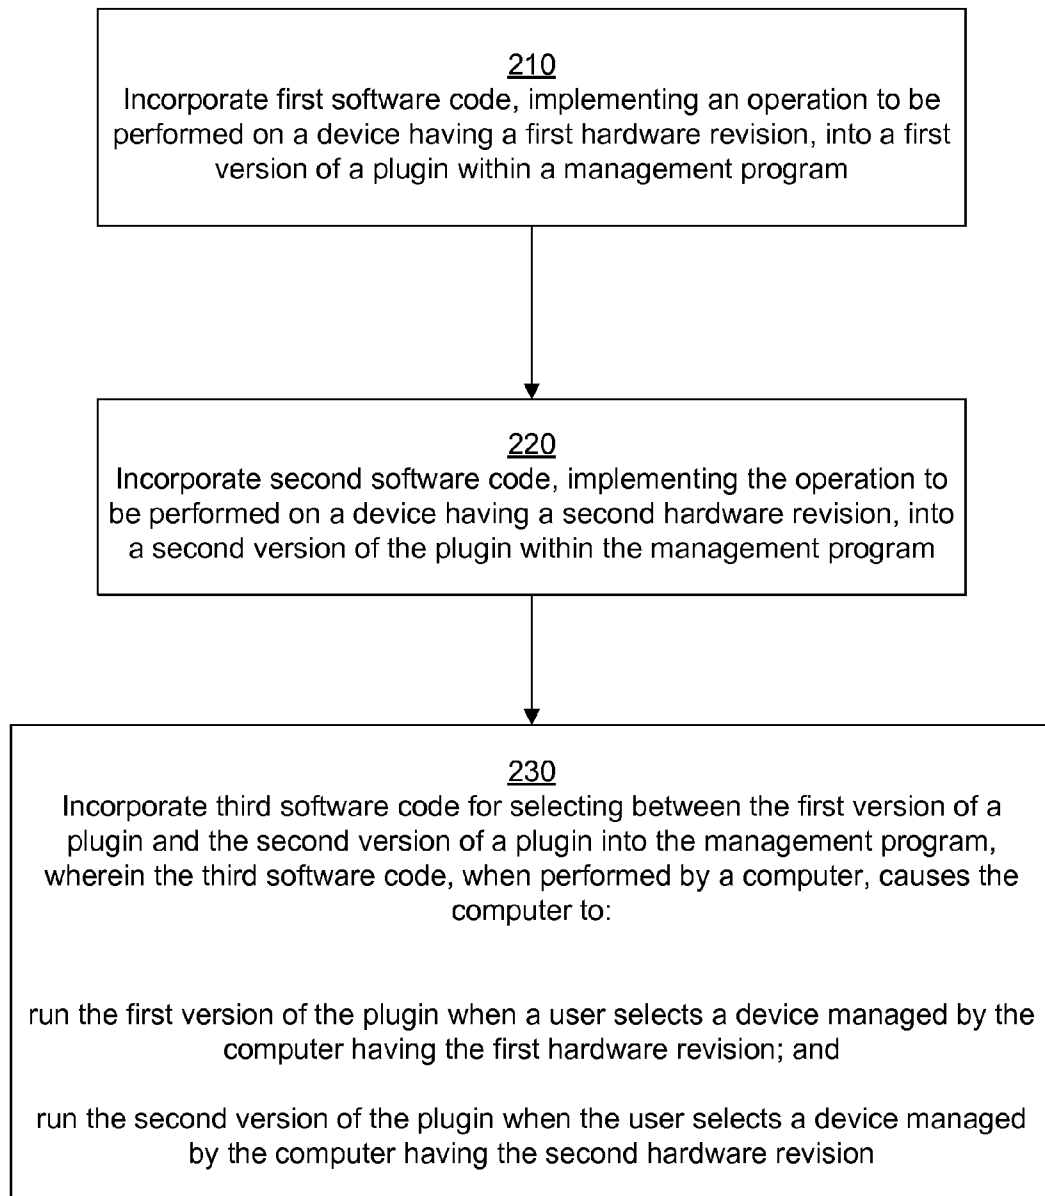 210
Incorporate first software code, implementing an operation to be
performed on a device having a first hardware revision, into a first
version of a plugin within a management program
220
Incorporate second software code, implementing the operation to
be performed on a device having a second hardware revision, into
a second version of the plugin within the management program
230
Incorporate third software code for selecting between the first version of a
plugin and the second version of a plugin into the management program,
wherein the third software code, when performed by a computer, causes the
computer to:
run the first version of the plugin when a user selects a device managed by the
computer having the first hardware revision; and
run the second version of the plugin when the user selects a device managed
by the computer having the second hardware revision